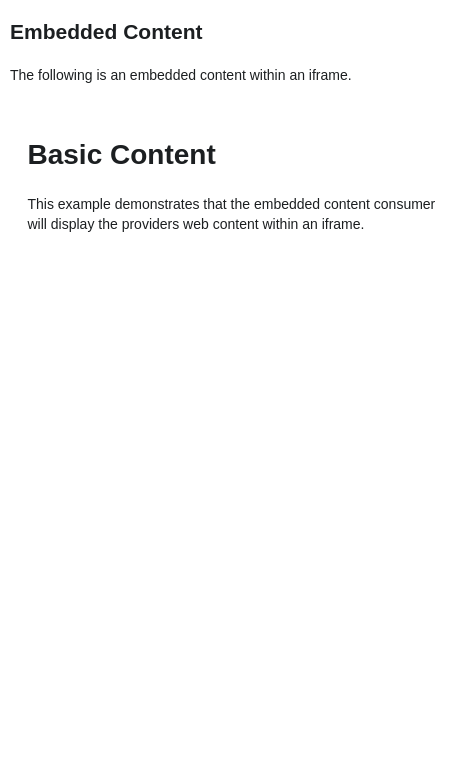 Embedded Content
The following is an embedded content within an iframe.
Basic Content
This example demonstrates that the embedded content consumer
will display the providers web content within an iframe.